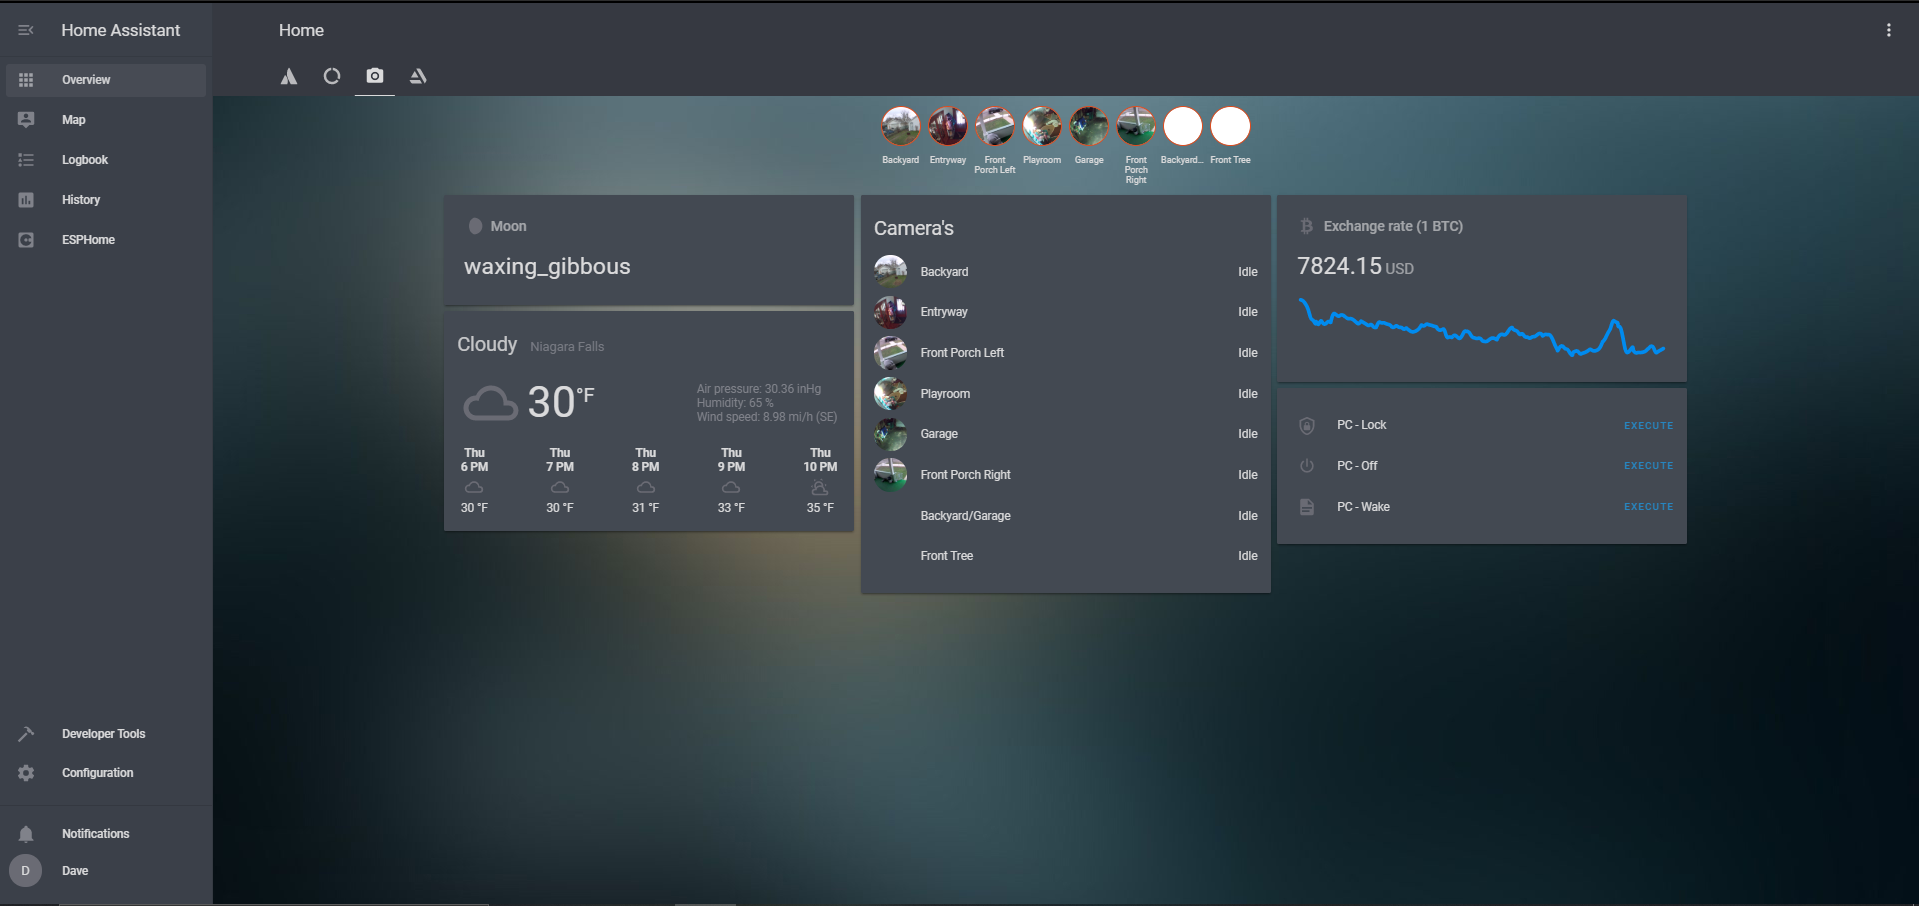 Home Assistant
Overview
Map
Logbook
History
ESPHome
Developer Tools
Configuration
Notifications
D
Dave
Home
Backyard
Entryway
Front
Porch Left
Playroom
Garage
Front
Porch
Right
Backyard...
Front Tree
Moon
waxing_gibbous
Cloudy Niagara Falls
30 °F
Air pressure: 30.36 inHg
Humidity: 65 %
Wind speed: 8.98 mi/h (SE)
Thu Thu Thu Thu Thu
6 PM 7 PM 8 PM 9 PM 10 PM
30 °F 30 °F 31 °F 33 °F 35 °F
Camera's
Backyard Idle
Entryway Idle
Front Porch Left Idle
Playroom Idle
Garage Idle
Front Porch Right Idle
Backyard/Garage Idle
Front Tree Idle
Exchange rate (1 BTC)
7824.15 USD
PC - Lock EXECUTE
PC - Off EXECUTE
PC - Wake EXECUTE